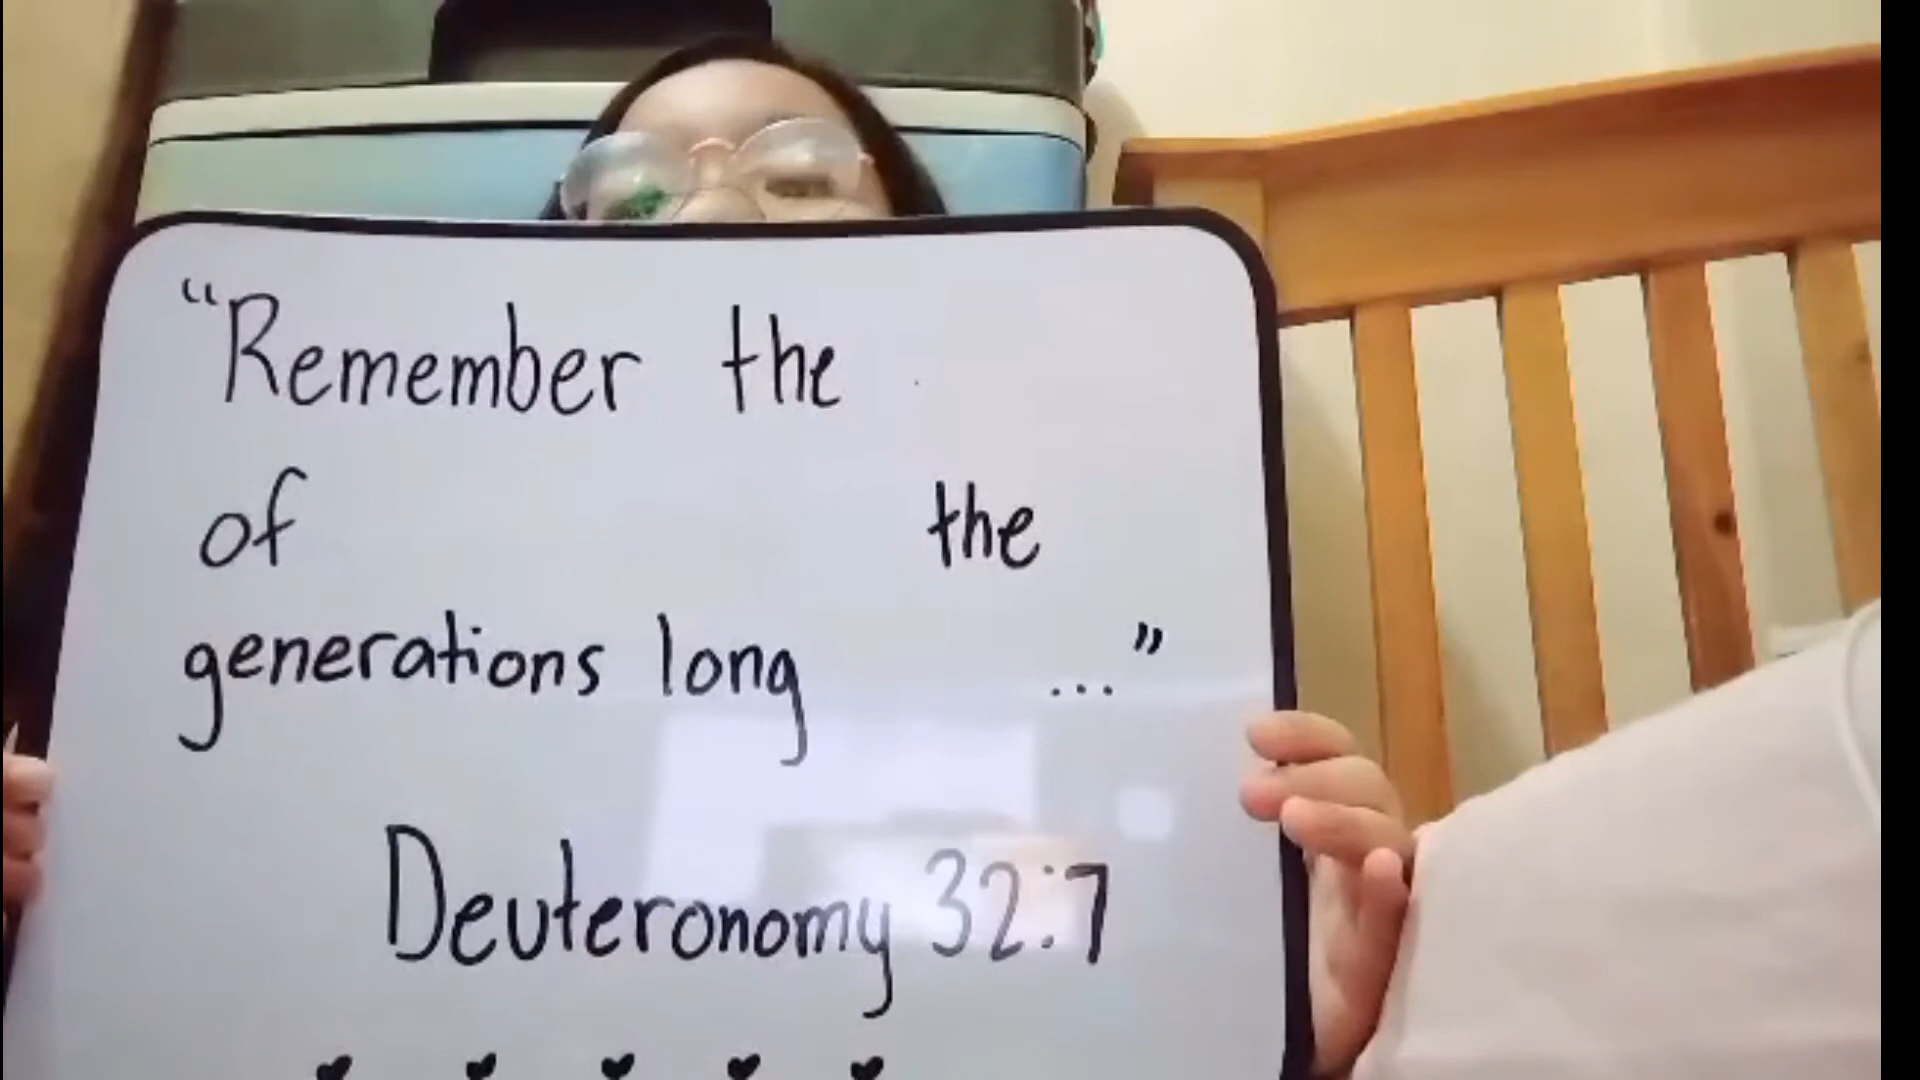 “Remember the
of the
generations long ...”
Deuteronomy 32:7